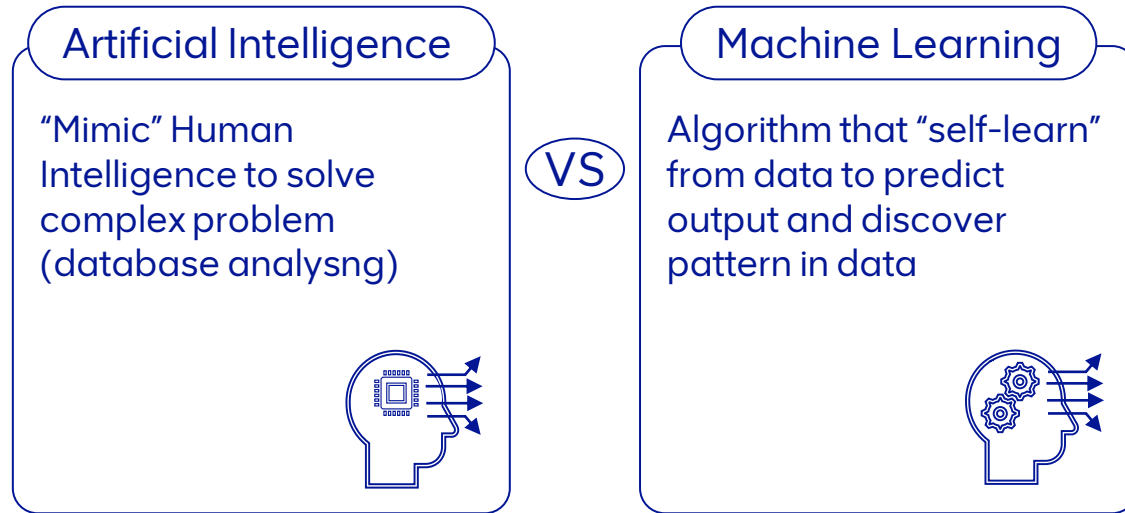 Artificial Intelligence
“Mimic” Human
Intelligence to solve
complex problem
(database analysng)
VS
Machine Learning
Algorithm that “self-learn”
from data to predict
output and discover
pattern in data